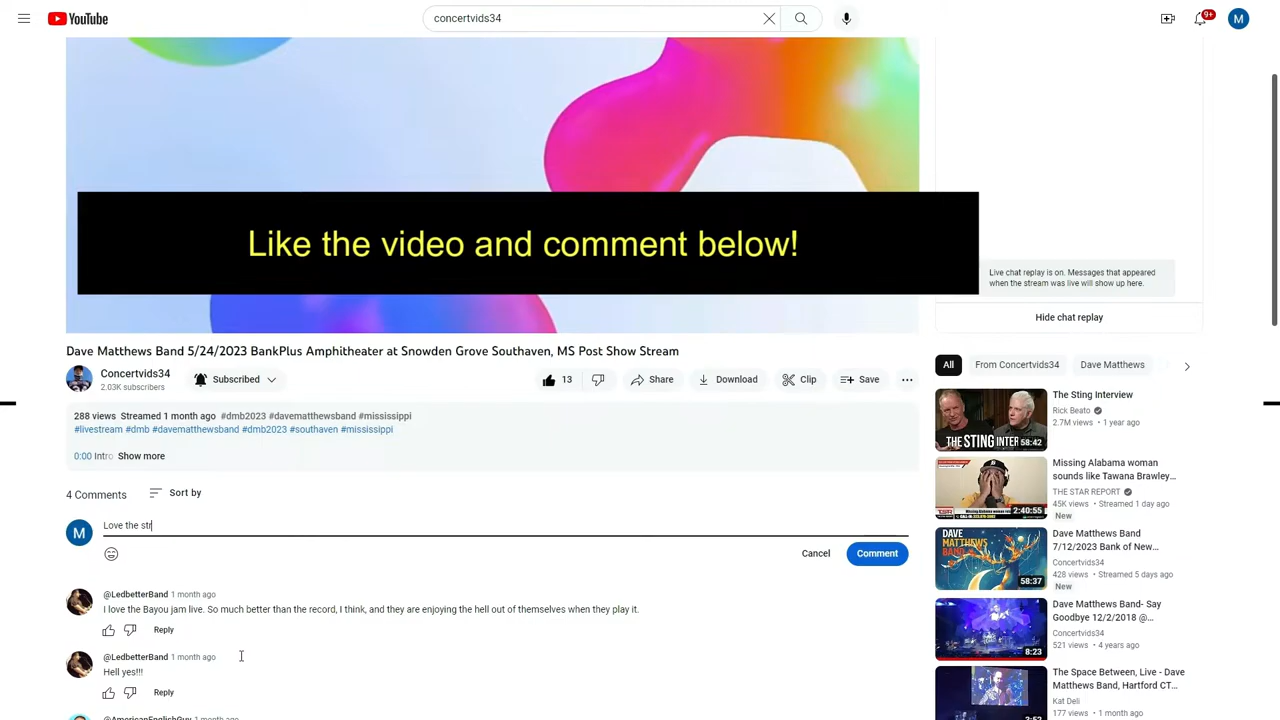 YouTube
concertvids34
9+
M
Like the video and comment below!
Live chat replay is on. Messages that appeared
when the stream was live will show up here.
Hide chat replay
Dave Matthews Band 5/24/2023 BankPlus Amphitheater at Snowden Grove Southaven, MS Post Show Stream
Concertvids34
2.03K subscribers
Subscribed
13
Share
Download
Clip
Save
288 views Streamed 1 month ago #dmb2023 #davematthewsband #mississippi
#livestream #dmb #davematthewsband #dmb2023 #southaven #mississippi
0:00 Intro Show more
4 Comments
Sort by
M
Love the str
Cancel
Comment
@LedbetterBand 1 month ago
I love the Bayou jam live. So much better than the record, I think, and they are enjoying the hell out of themselves when they play it.
Reply
@LedbetterBand 1 month ago
Hell yes!!!
Reply
@AmericanEnglishGuy 1 month ago
All
From Concertvids34
Dave Matthews
THE STING INTER
58:42
The Sting Interview
Rick Beato
2.7M views • 1 year ago
2:40:55
Missing Alabama woman
sounds like Tawana Brawley...
THE STAR REPORT
45K views • Streamed 1 day ago
New
DAVE
MATTHEWS
BAND
58:37
Dave Matthews Band
7/12/2023 Bank of New...
Concertvids34
428 views • Streamed 5 days ago
New
8:23
Dave Matthews Band- Say
Goodbye 12/2/2018 @...
Concertvids34
521 views • 4 years ago
3:52
The Space Between, Live - Dave
Matthews Band, Hartford CT...
Kat Deli
177 views • 1 month ago